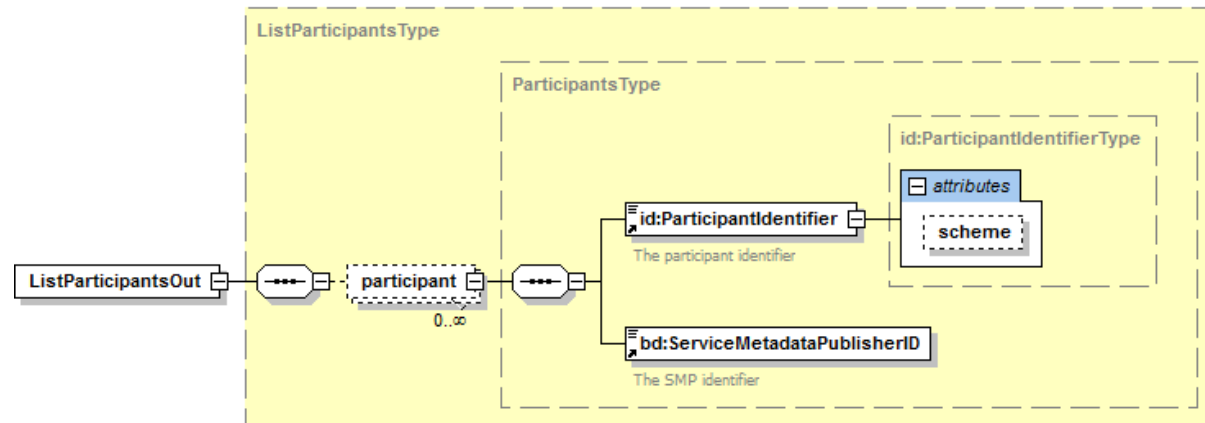 ListParticipantsType
ParticipantsType
id:ParticipantIdentifierType
attributes
id:ParticipantIdentifier
scheme
The participant identifier
ListParticipantsOut
participant
0..∞
bd:ServiceMetadataPublisherID
The SMP identifier